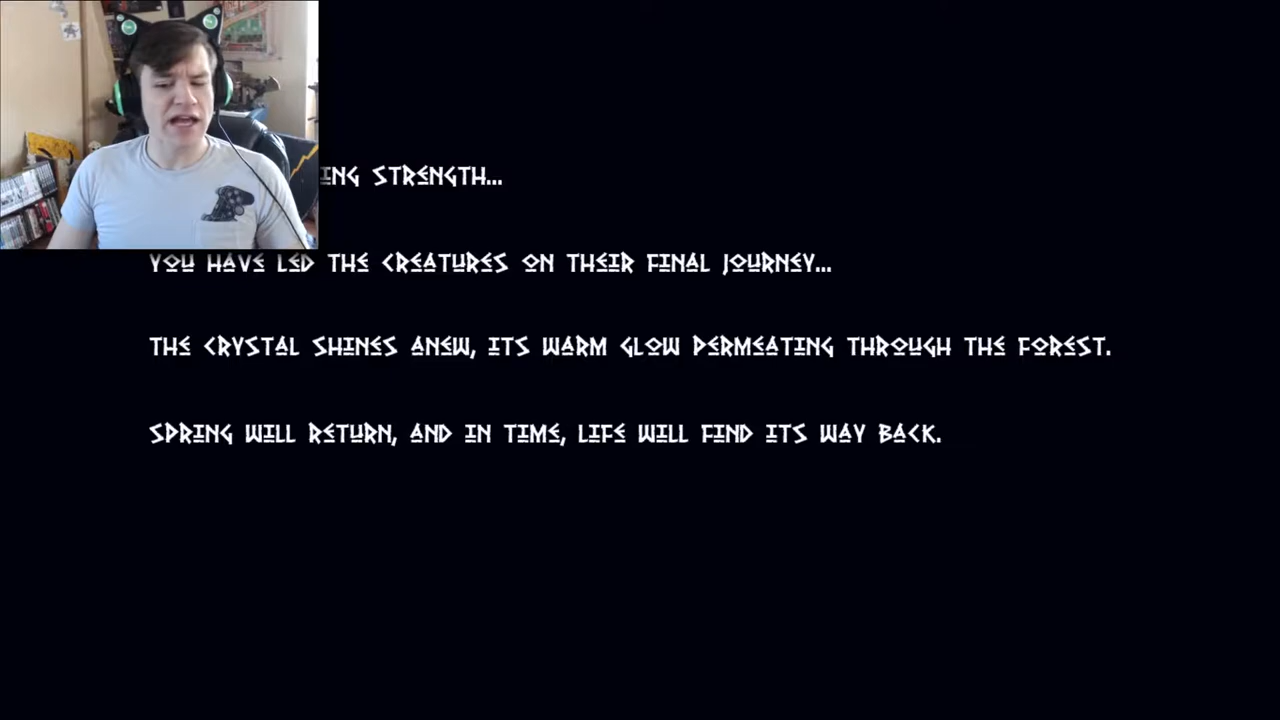 STRENGTH...
YOU HAVE LED THE CREATURES ON THEIR FINAL JOURNEY...
THE CRYSTAL SHINES ANEW, ITS WARM GLOW PERMEATING THROUGH THE FOREST.
SPRING WILL RETURN, AND IN TIME, LIFE WILL FIND ITS WAY BACK.